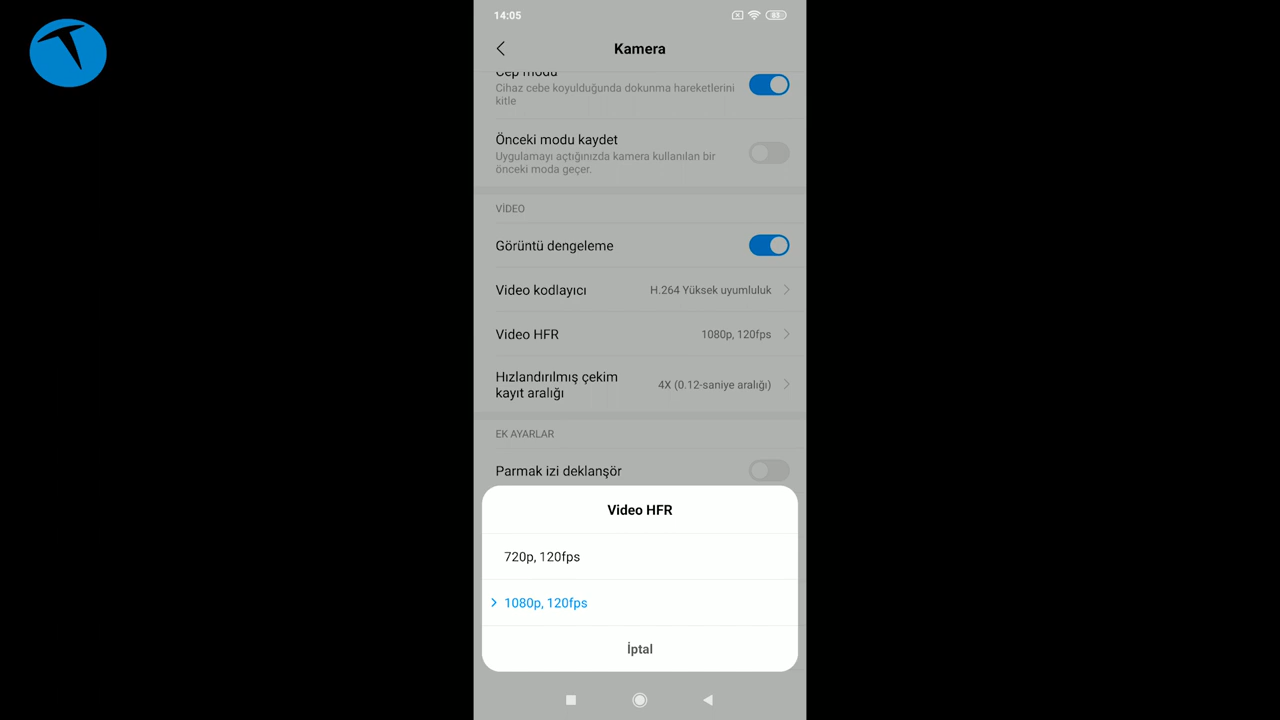 14:05
83
Kamera
Cep modu
Cihaz cebe koyulduğunda dokunma hareketlerini
kitle
Önceki modu kaydet
Uygulamayı açtığınızda kamera kullanılan bir
önceki moda geçer.
VİDEO
Görüntü dengeleme
Video kodlayıcı
H.264 Yüksek uyumluluk
Video HFR
1080p, 120fps
Hızlandırılmış çekim
kayıt aralığı
4X (0.12-saniye aralığı)
EK AYARLAR
Parmak izi deklanşör
Video HFR
720p, 120fps
1080p, 120fps
İptal